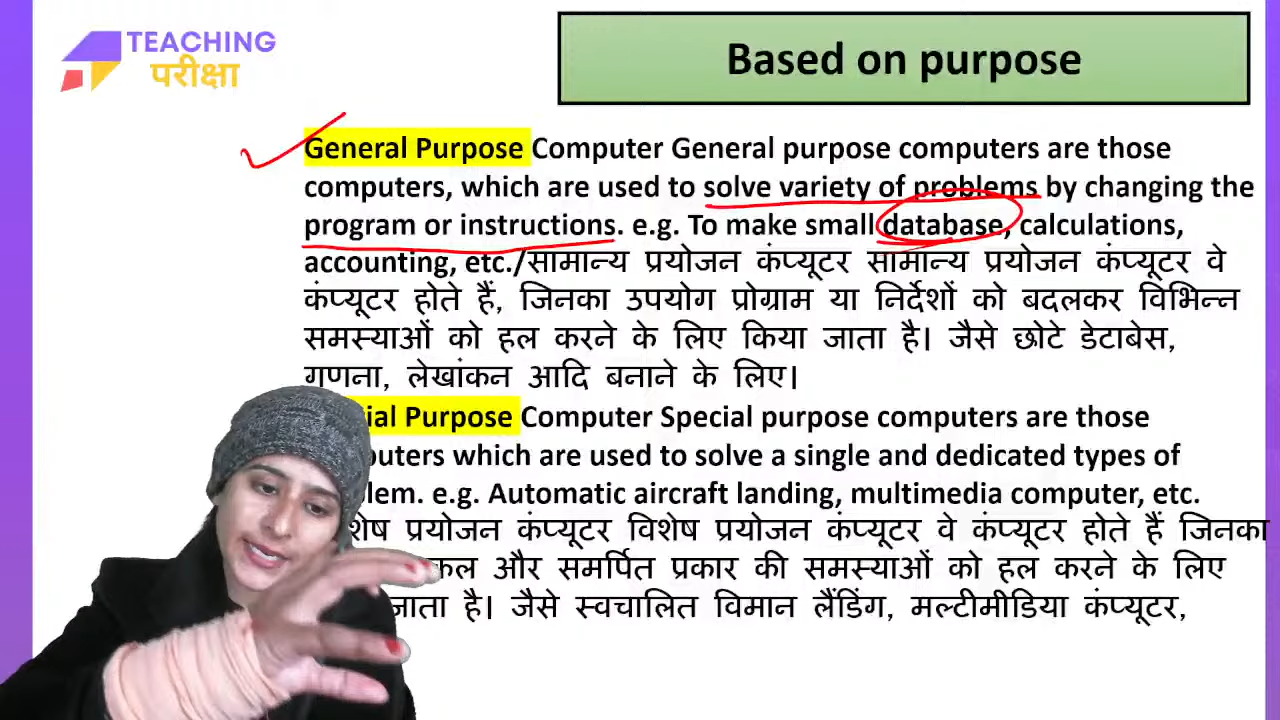 TEACHING
परीक्षा
Based on purpose
General Purpose Computer General purpose computers are those
computers, which are used to solve variety of problems by changing the
program or instructions. e.g. To make small database, calculations,
accounting, etc./सामान्य प्रयोजन कंप्यूटर सामान्य प्रयोजन कंप्यूटर वे
कंप्यूटर होते हैं, जिनका उपयोग प्रोग्राम या निर्देशों को बदलकर विभिन्न
समस्याओं को हल करने के लिए किया जाता है। जैसे छोटे डेटाबेस,
गणना, लेखांकन आदि बनाने के लिए।
Purpose Computer Special purpose computers are those
which are used to solve a single and dedicated types of
e.g. Automatic aircraft landing, multimedia computer, etc.
प्रयोजन कंप्यूटर विशेष प्रयोजन कंप्यूटर वे कंप्यूटर होते हैं जिनका
और समर्पित प्रकार की समस्याओं को हल करने के लिए
जाता है। जैसे स्वचालित विमान लैंडिंग, मल्टीमीडिया कंप्यूटर,